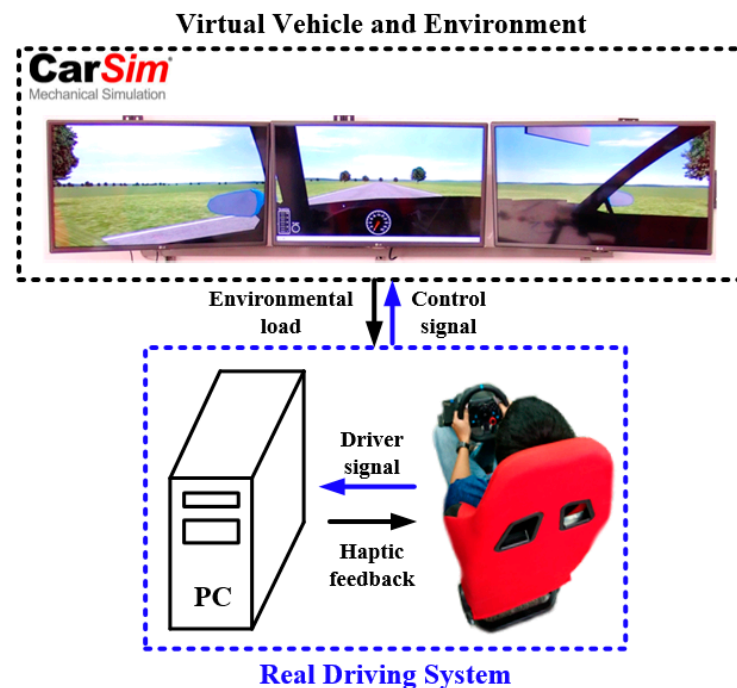 Virtual Vehicle and Environment
CarSim
Mechanical Simulation
Environmental
load
Control
signal
Driver
signal
Haptic
feedback
PC
Real Driving System